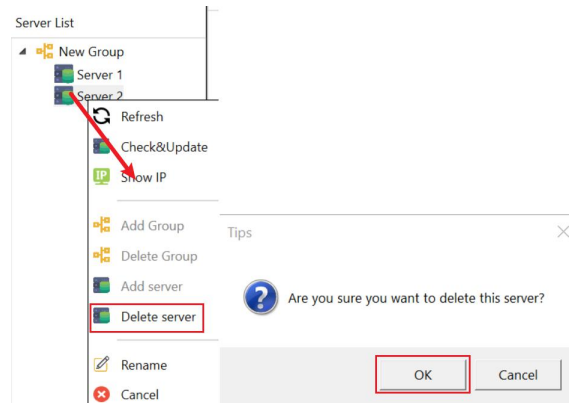 Server List
New Group
Server 1
Server 2
Refresh
Check&Update
IP
Show IP
Add Group
Delete Group
Add server
Delete server
Rename
Cancel
Tips
Are you sure you want to delete this server?
OK
Cancel